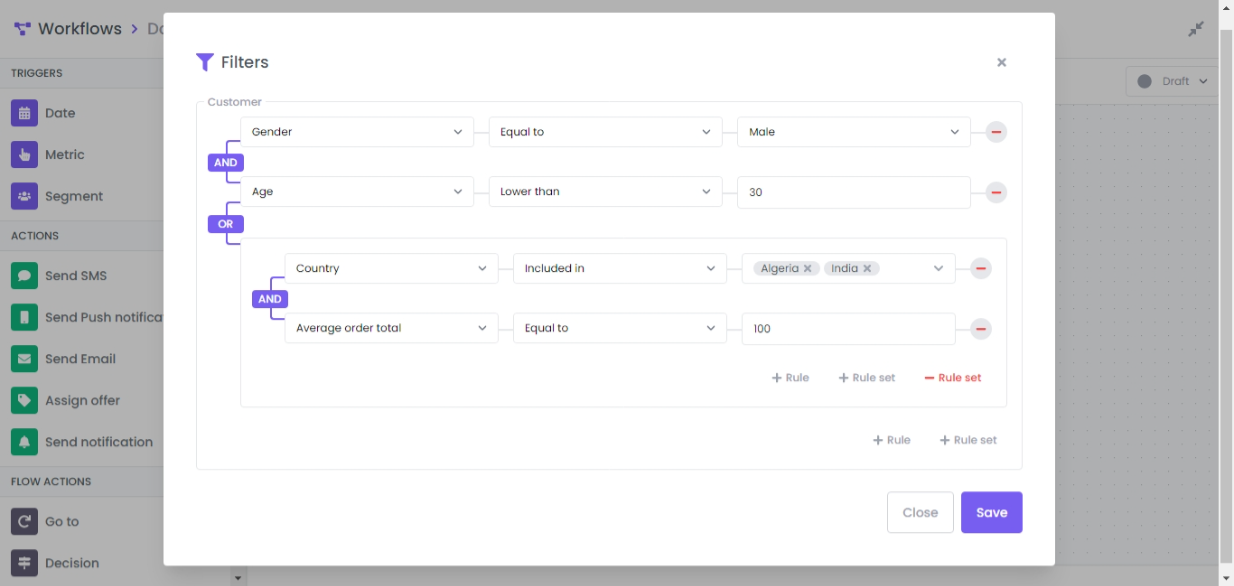 Workflows > Do
Filters
TRIGGERS
Draft
Customer
Date
Gender Equal to Male
Metric
AND
Age Lower than 30
Segment
OR
ACTIONS
Country Included in Algeria India
Send SMS
AND
Send Push notifica
Average order total Equal to 100
Send Email
+ Rule + Rule set − Rule set
Assign offer
Send notification
+ Rule + Rule set
FLOW ACTIONS
Go to
Close Save
Decision